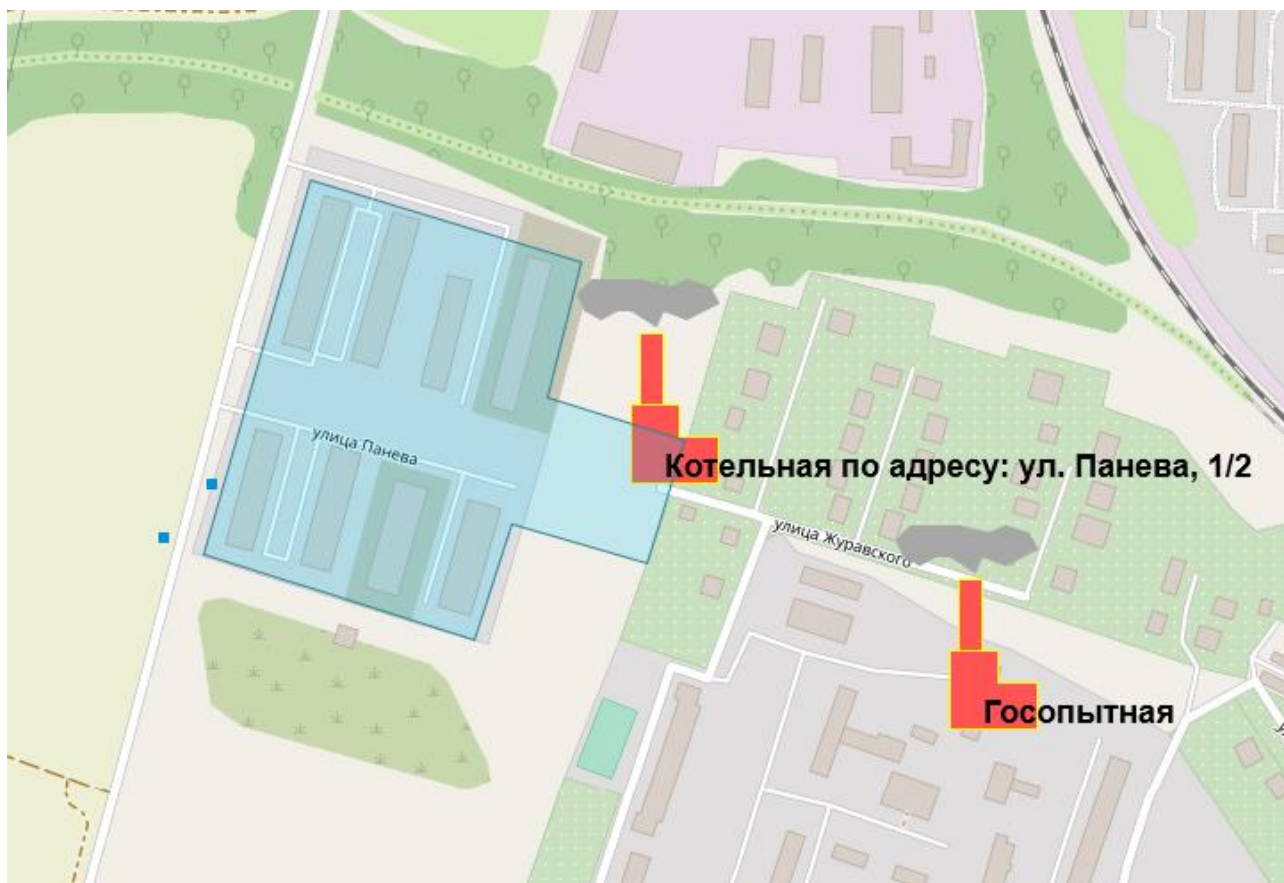 улица Панева
Котельная по адресу: ул. Панева, 1/2
улица Журавского
Госопытная